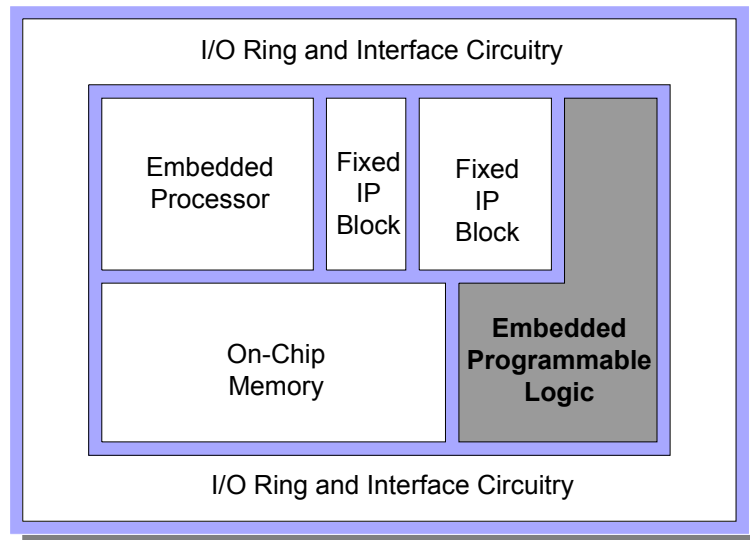 I/O Ring and Interface Circuitry
Embedded
Processor
Fixed
IP
Block
Fixed
IP
Block
On-Chip
Memory
Embedded
Programmable
Logic
I/O Ring and Interface Circuitry